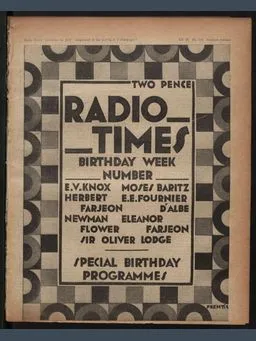 TWO PENCE
RADIO
TIMES
BIRTHDAY WEEK
NUMBER
E.V.KNOX MOSES BARITZ
HERBERT E.E.FOURNIER
FARJEON D'ALBE
NEWMAN ELEANOR
FLOWER FARJEON
SIR OLIVER LODGE
SPECIAL BIRTHDAY
PROGRAMMES